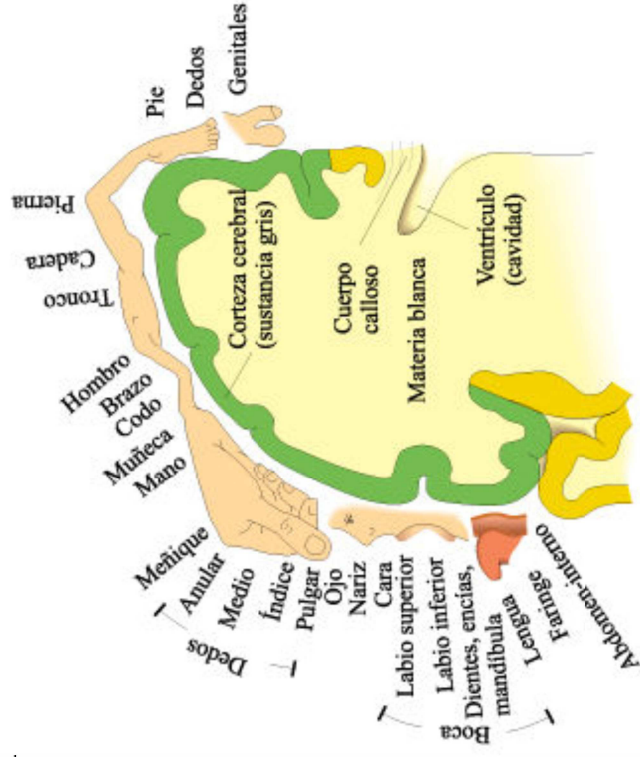 Genitales
Dedos
Pie
Pierna
Cadera
Tronco
Hombro
Brazo
Codo
Muñeca
Mano
Meñique
Anular
Medio
Índice
Pulgar
Dedos
Ojo
Nariz
Cara
Labio superior
Labio inferior
Dientes, encías,
mandíbula
Lengua
Boca
Faringe
Abdomen-interno
Corteza cerebral
(sustancia gris)
Cuerpo
calloso
Materia blanca
Ventrículo
(cavidad)